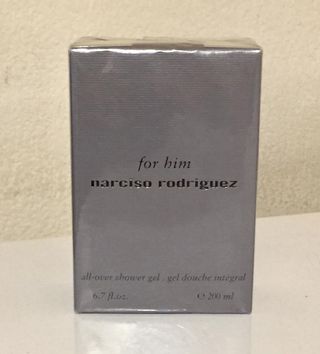 for him
narciso rodriguez
all-over shower gel . gel douche intégral
6.7 fl.oz. ℮ 200 ml